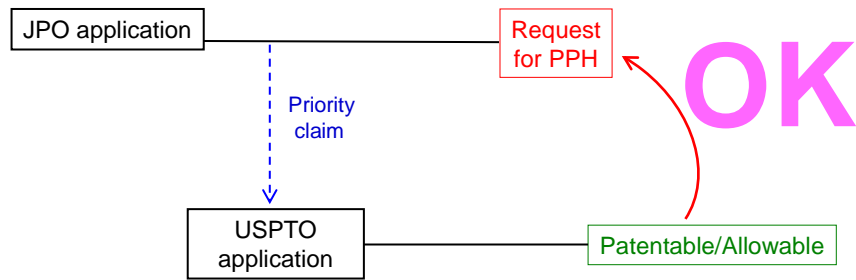 JPO application
Request
for PPH
OK
Priority
claim
USPTO
application
Patentable/Allowable